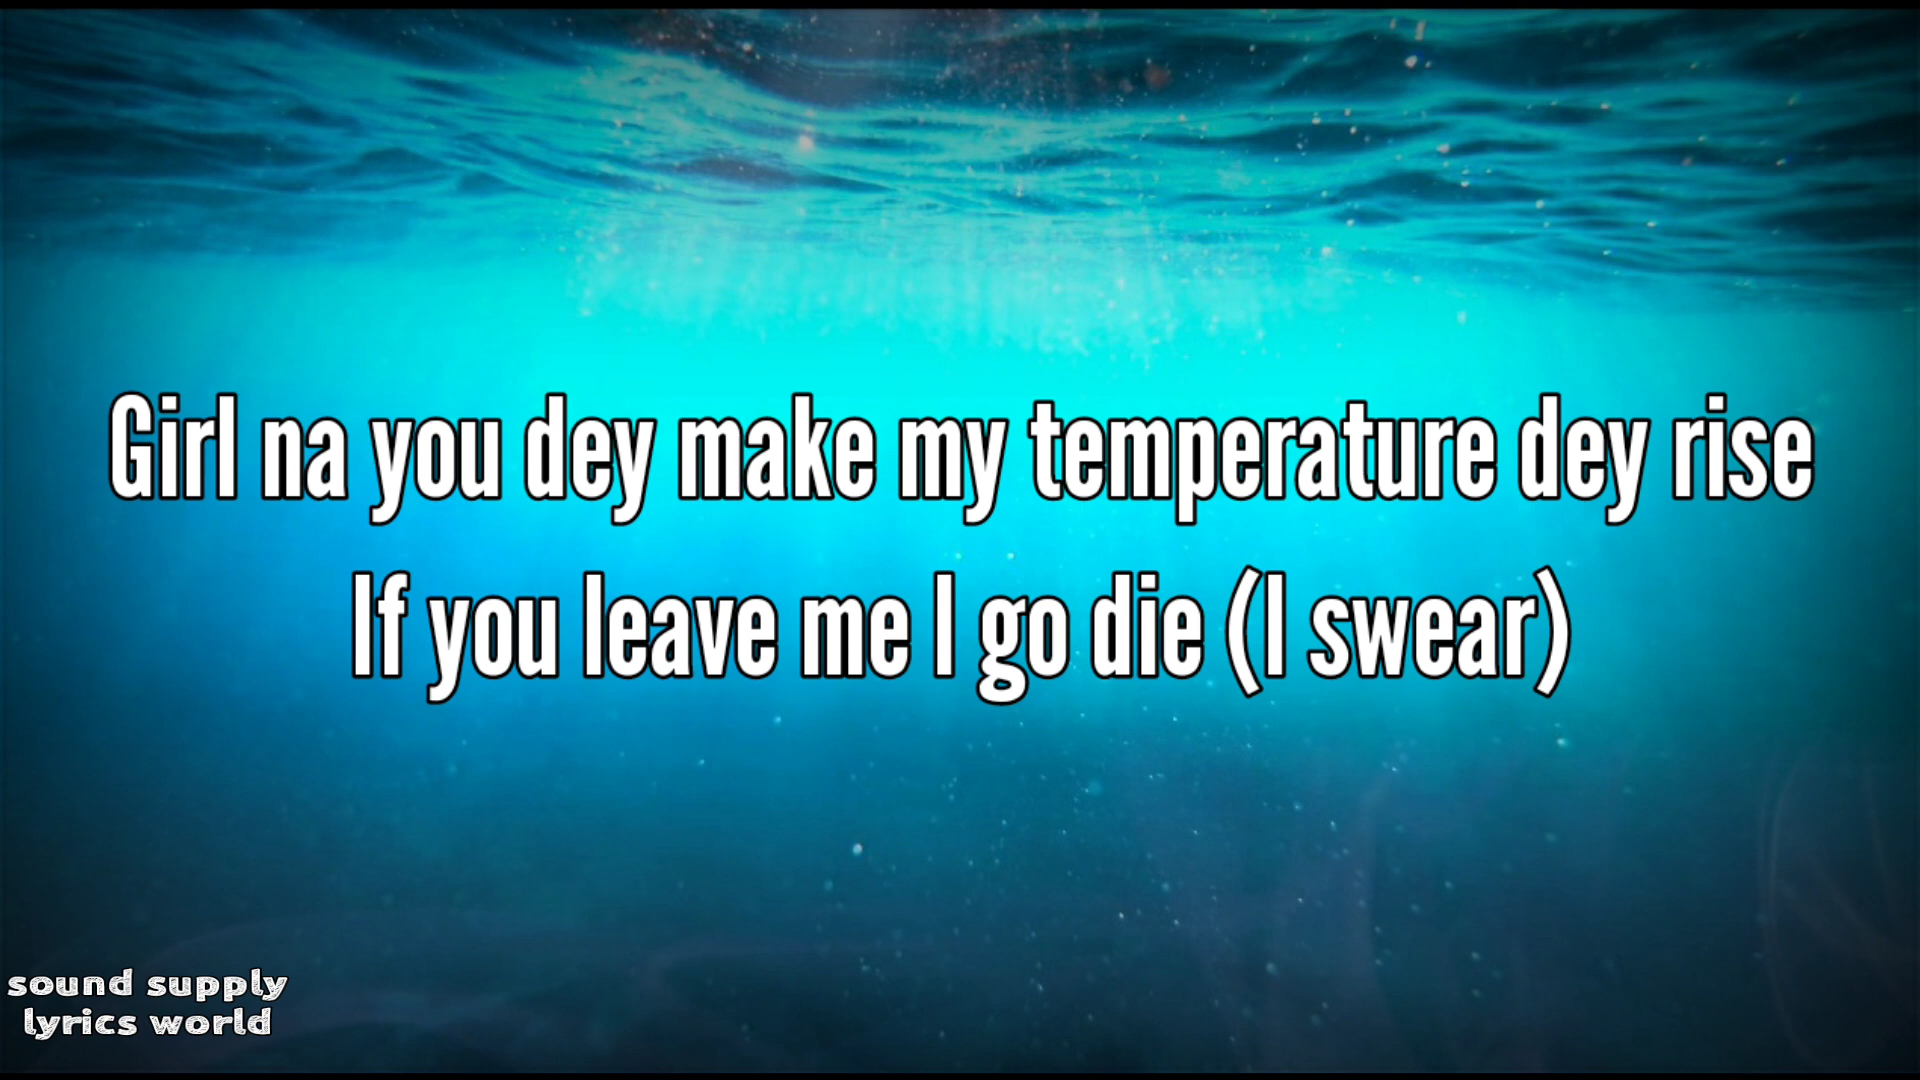 Girl na you dey make my temperature dey rise
If you leave me I go die (I swear)
sound supply
lyrics world